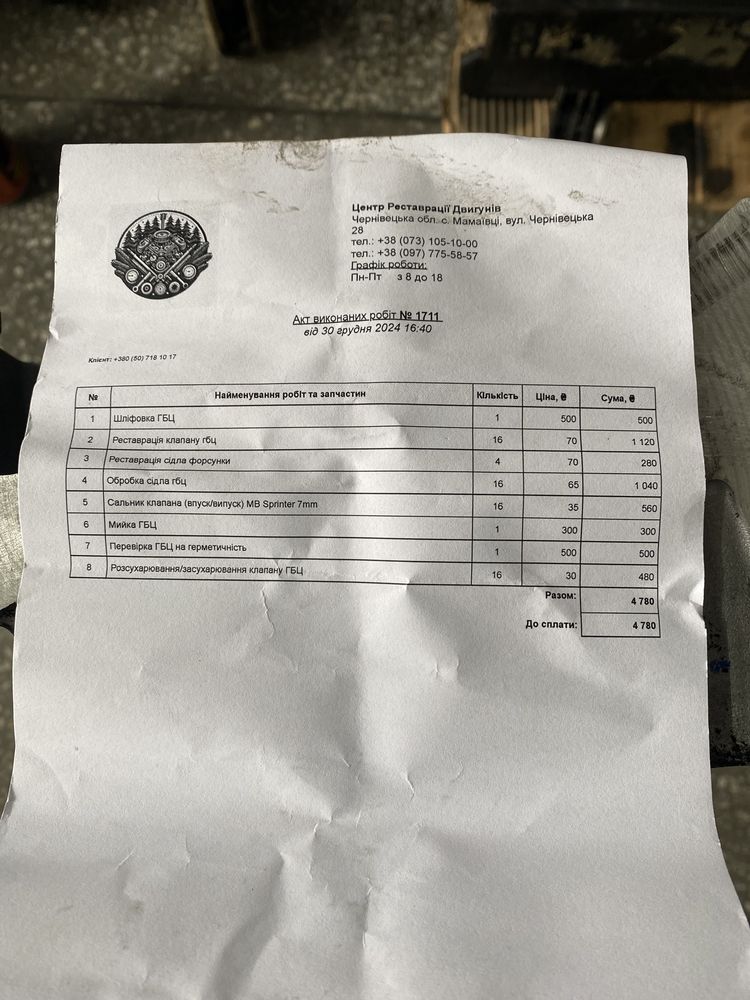 Центр Реставрації Двигунів
Чернівецька обл. с. Мамаївці, вул. Чернівецька
28
тел.: +38 (073) 105-10-00
тел.: +38 (097) 775-58-57
Графік роботи:
Пн-Пт з 8 до 18
Акт виконаних робіт № 1711
від 30 грудня 2024 16:40
Клієнт: +380 (50) 718 10 17
№ Найменування робіт та запчастин Кількість Ціна, ₴ Сума, ₴
1 Шліфовка ГБЦ 1 500 500
2 Реставрація клапану гбц 16 70 1 120
3 Реставрація сідла форсунки 4 70 280
4 Обробка сідла гбц 16 65 1 040
5 Сальник клапана (впуск/випуск) MB Sprinter 7mm 16 35 560
6 Мийка ГБЦ 1 300 300
7 Перевірка ГБЦ на герметичність 1 500 500
8 Розсухарювання/засухарювання клапану ГБЦ 16 30 480
Разом: 4 780
До сплати: 4 780